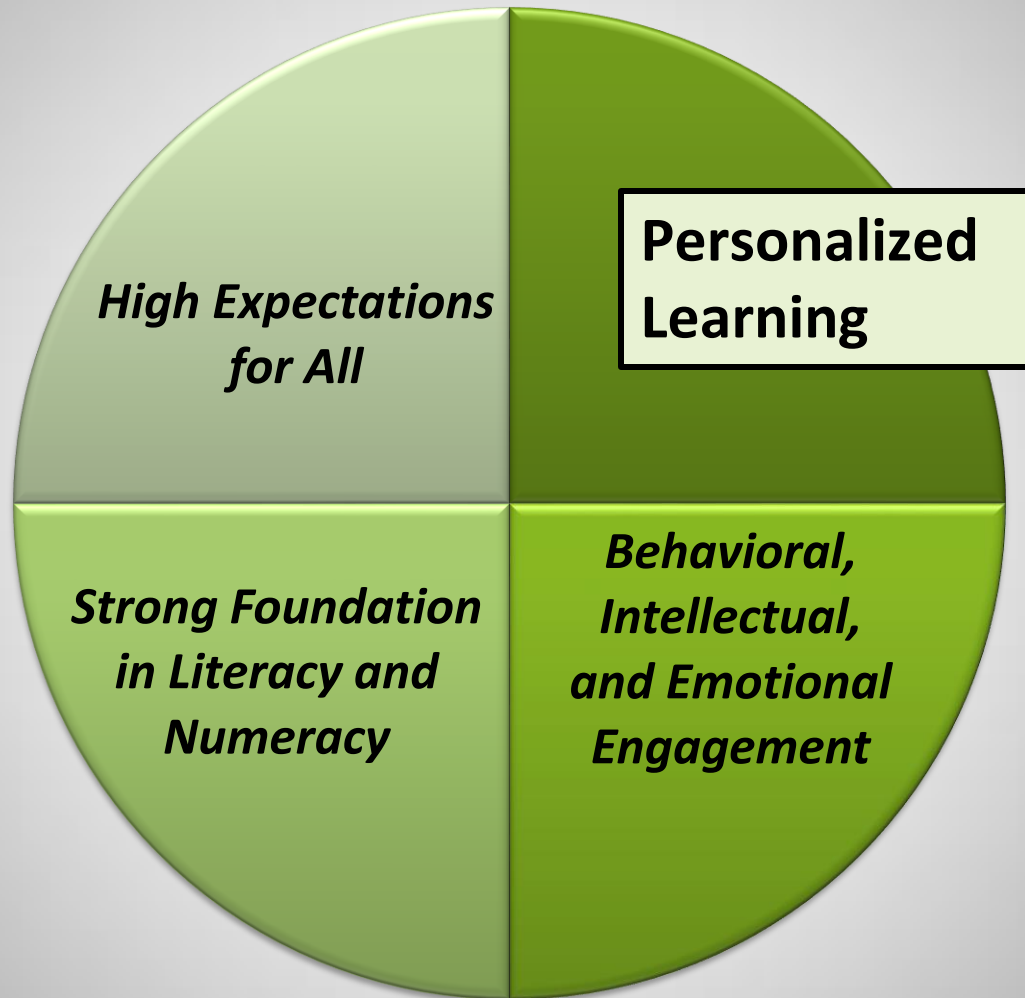 High Expectations
for All
Personalized
Learning
Strong Foundation
in Literacy and
Numeracy
Behavioral,
Intellectual,
and Emotional
Engagement